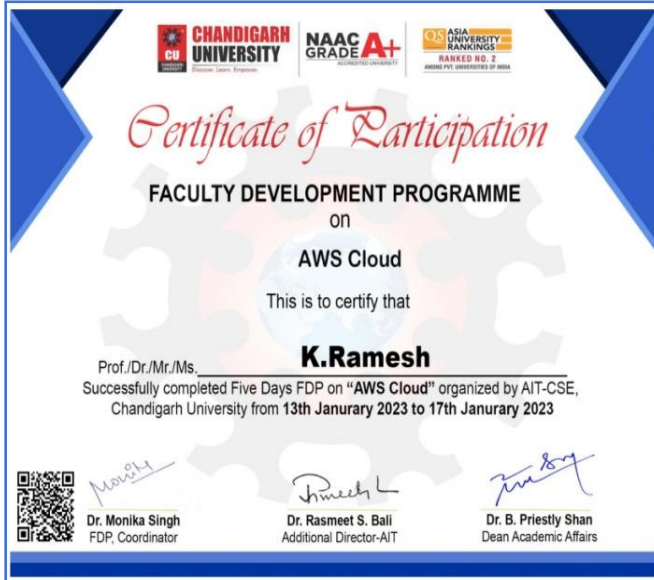 CU
CHANDIGARH
UNIVERSITY
CHANDIGARH
UNIVERSITY
Discover. Learn. Empower.
NAAC
GRADE A+
ACCREDITED UNIVERSITY
QS ASIA
UNIVERSITY
RANKINGS
RANKED NO. 2
AMONG PVT. UNIVERSITIES OF INDIA
Certificate of Participation
FACULTY DEVELOPMENT PROGRAMME
on
AWS Cloud
This is to certify that
Prof./Dr./Mr./Ms. K.Ramesh
Successfully completed Five Days FDP on “AWS Cloud” organized by AIT-CSE,
Chandigarh University from 13th Janurary 2023 to 17th Janurary 2023
Monika
Dr. Monika Singh
FDP, Coordinator
Dr. Rasmeet S. Bali
Additional Director-AIT
Dr. B. Priestly Shan
Dean Academic Affairs